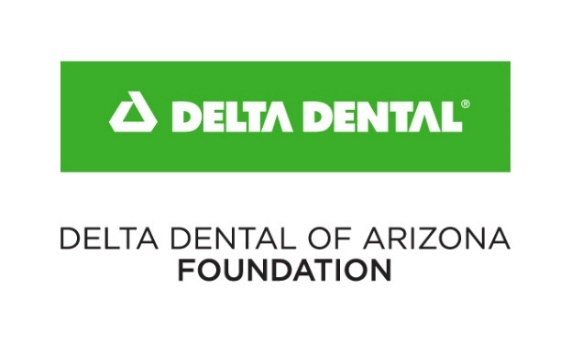 DELTA DENTAL®
DELTA DENTAL OF ARIZONA
FOUNDATION